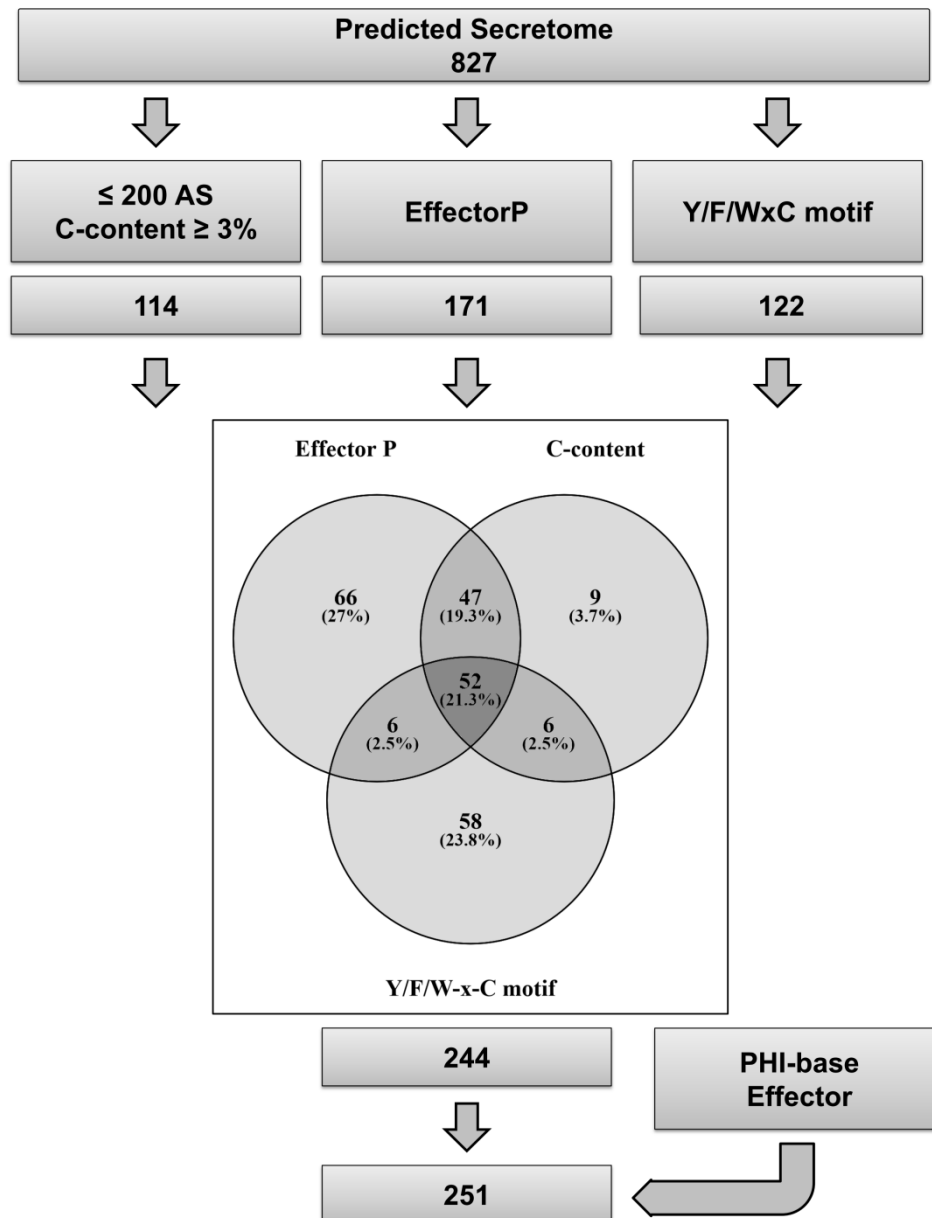 Predicted Secretome
827
≤ 200 AS
C-content ≥ 3%
EffectorP
Y/F/WxC motif
114
171
122
Effector P
C-content
66
(27%)
47
(19.3%)
9
(3.7%)
52
(21.3%)
6
(2.5%)
6
(2.5%)
58
(23.8%)
Y/F/W-x-C motif
244
PHI-base
Effector
251